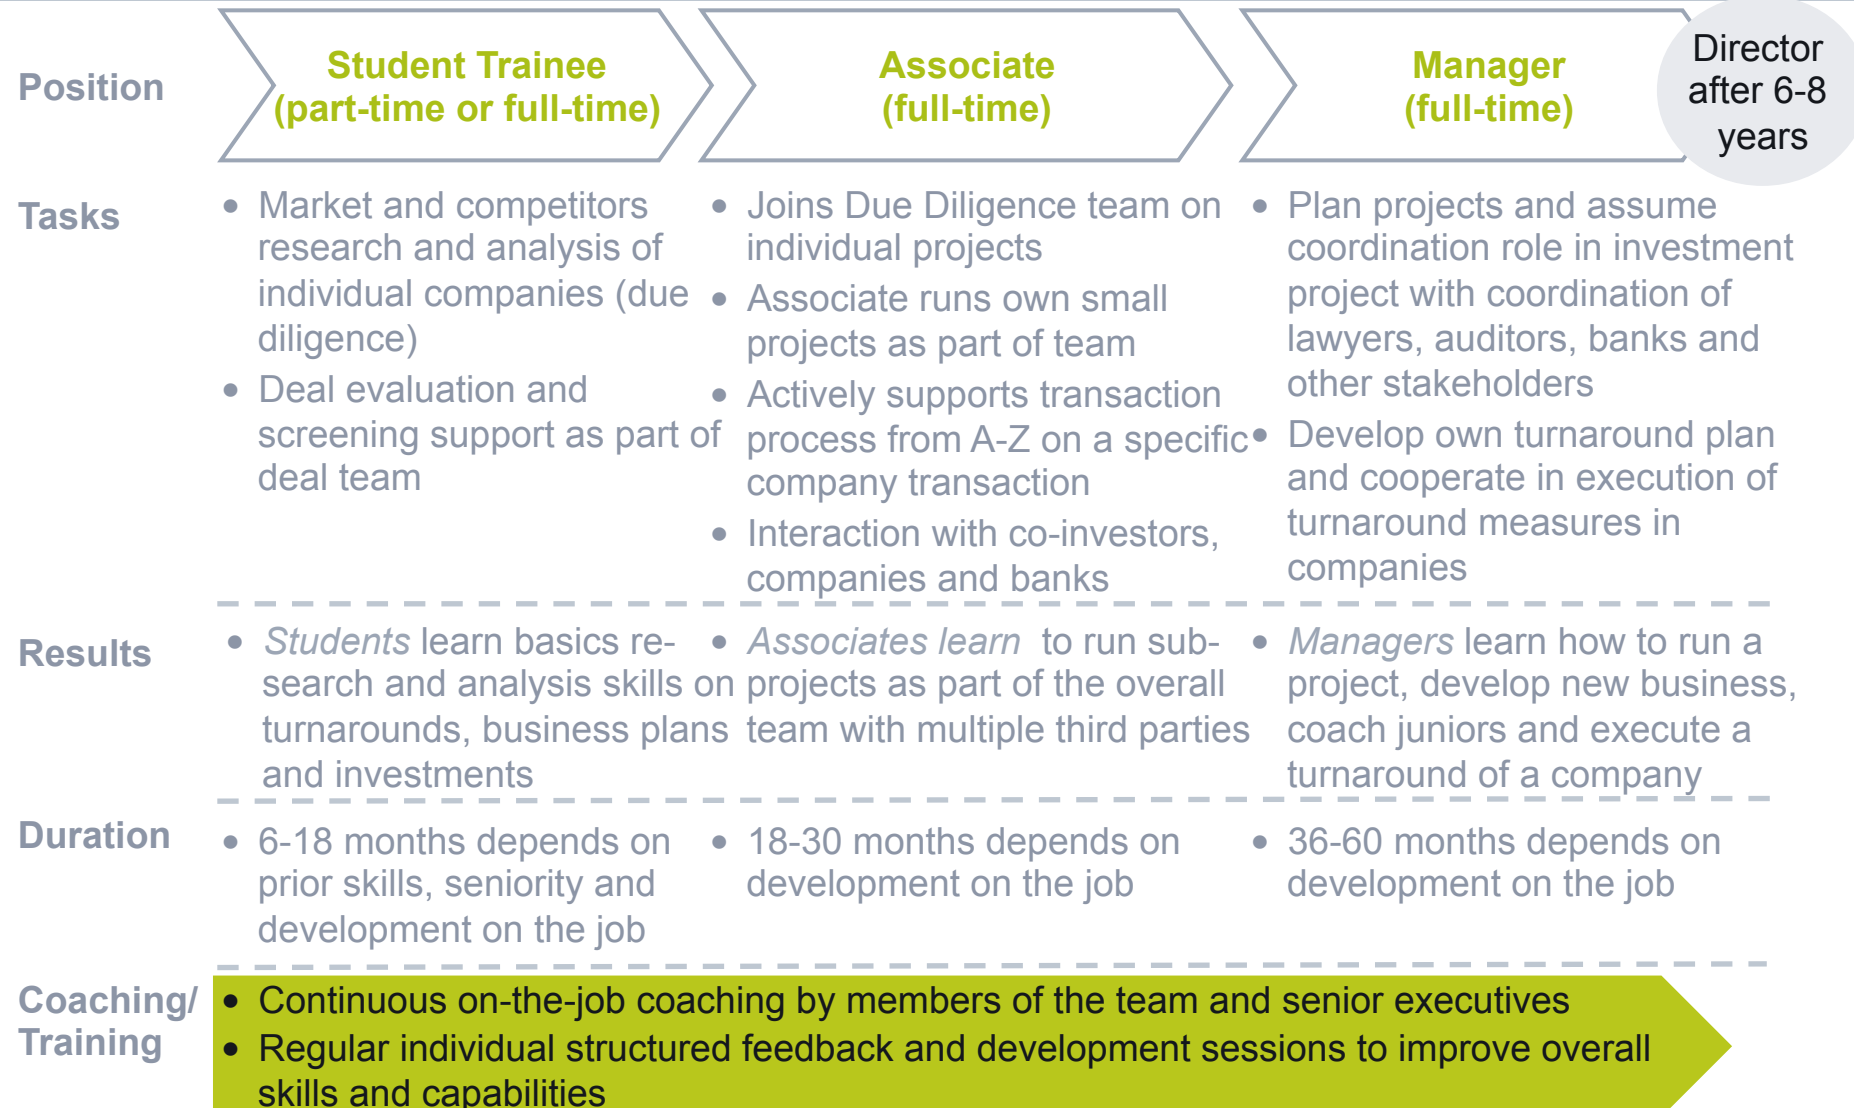 Position
Student Trainee
(part-time or full-time)
Associate
(full-time)
Manager
(full-time)
Director
after 6-8
years
Tasks
• Market and competitors
research and analysis of
individual companies (due
diligence)
• Deal evaluation and
screening support as part of
deal team
• Joins Due Diligence team on
individual projects
• Associate runs own small
projects as part of team
• Actively supports transaction
process from A-Z on a specific
company transaction
• Interaction with co-investors,
companies and banks
• Plan projects and assume
coordination role in investment
project with coordination of
lawyers, auditors, banks and
other stakeholders
• Develop own turnaround plan
and cooperate in execution of
turnaround measures in
companies
Results
• Students learn basics re-
search and analysis skills on
turnarounds, business plans
and investments
• Associates learn to run sub-
projects as part of the overall
team with multiple third parties
• Managers learn how to run a
project, develop new business,
coach juniors and execute a
turnaround of a company
Duration
• 6-18 months depends on
prior skills, seniority and
development on the job
• 18-30 months depends on
development on the job
• 36-60 months depends on
development on the job
Coaching/
Training
• Continuous on-the-job coaching by members of the team and senior executives
• Regular individual structured feedback and development sessions to improve overall
skills and capabilities